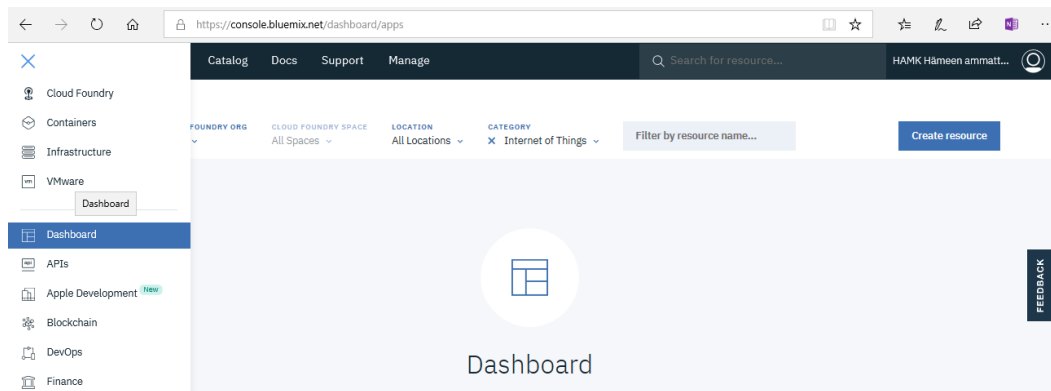 https://console.bluemix.net/dashboard/apps
Catalog Docs Support Manage Search for resource... HAMK Hämeen ammatt...
Cloud Foundry
Containers
Infrastructure
VMware
Dashboard
Dashboard
APIs
Apple Development New
Blockchain
DevOps
Finance
FOUNDRY ORG CLOUD FOUNDRY SPACE LOCATION CATEGORY
All Spaces All Locations Internet of Things Filter by resource name... Create resource
FEEDBACK
Dashboard